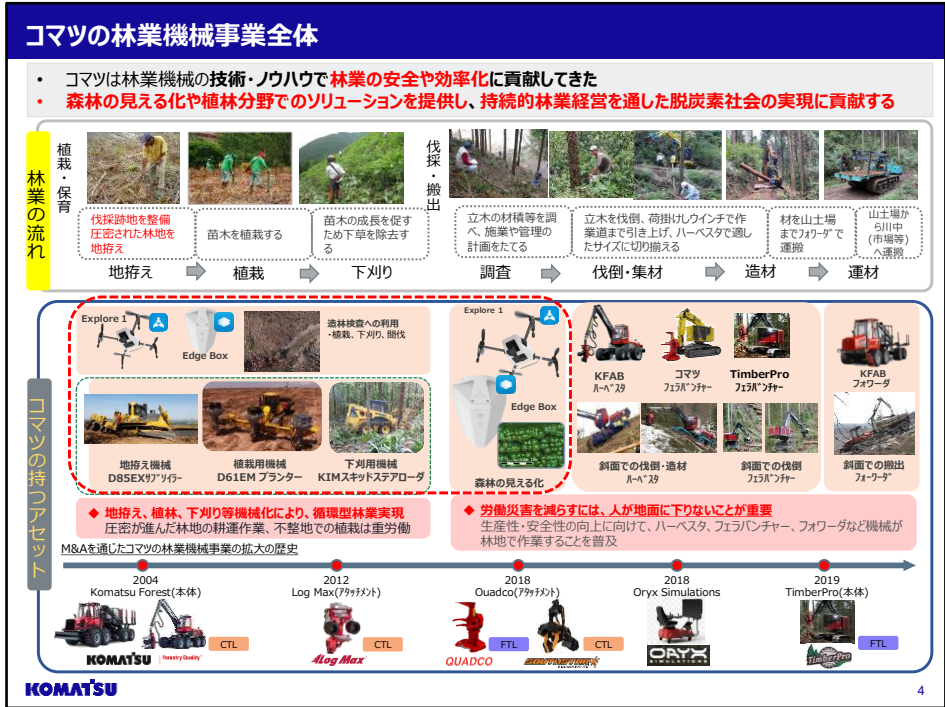 コマツの林業機械事業全体
• コマツは林業機械の技術・ノウハウで林業の安全や効率化に貢献してきた
• 森林の見える化や植林分野でのソリューションを提供し、持続的林業経営を通した脱炭素社会の実現に貢献する
林業の流れ
植栽・保育
伐採跡地を整備
圧密された林地を
地拵え
苗木を植栽する
苗木の成長を促す
ため下草を除去す
る
地拵え
植栽
下刈り
伐採・搬出
立木の材積等を調
べ、施業や管理の
計画をたてる
立木を伐倒、荷掛けしウインチで作
業道まで引き上げ、ハーベスタで適し
たサイズに切り揃える
材を山土場
までフォワーダで
運搬
山土場か
ら川中
(市場等)
へ運搬
調査
伐倒・集材
造材
運材
コマツの持つアセット
Explore 1
Edge Box
造林検査への利用
・植栽、下刈り、間伐
地拵え機械
D85EXサブソイラー
植栽用機械
D61EM プランター
下刈用機械
KIMスキッドステアローダ
Explore 1
Edge Box
森林の見える化
KFAB
ハーベスタ
コマツ
フェラバンチャー
TimberPro
フェラバンチャー
KFAB
フォワーダ
斜面での伐倒・造材
ハーベスタ
斜面での伐倒
フェラバンチャー
斜面での搬出
フォワーダ
◆ 地拵え、植林、下刈り等機械化により、循環型林業実現
圧密が進んだ林地の耕運作業、不整地での植栽は重労働
◆ 労働災害を減らすには、人が地面に下りないことが重要
生産性・安全性の向上に向けて、ハーベスタ、フェラバンチャー、フォワーダなど機械が
林地で作業することを普及
M&Aを通じたコマツの林業機械事業の拡大の歴史
2004
Komatsu Forest(本体)
CTL
KOMATSU
Forestry Quality
2012
Log Max(アタッチメント)
CTL
Log Max
2018
Quadco(アタッチメント)
FTL
CTL
QUADCO
SOUTHSTAR
2018
Oryx Simulations
ORYX
SIMULATIONS
2019
TimberPro(本体)
FTL
TimberPro
KOMATSU
4